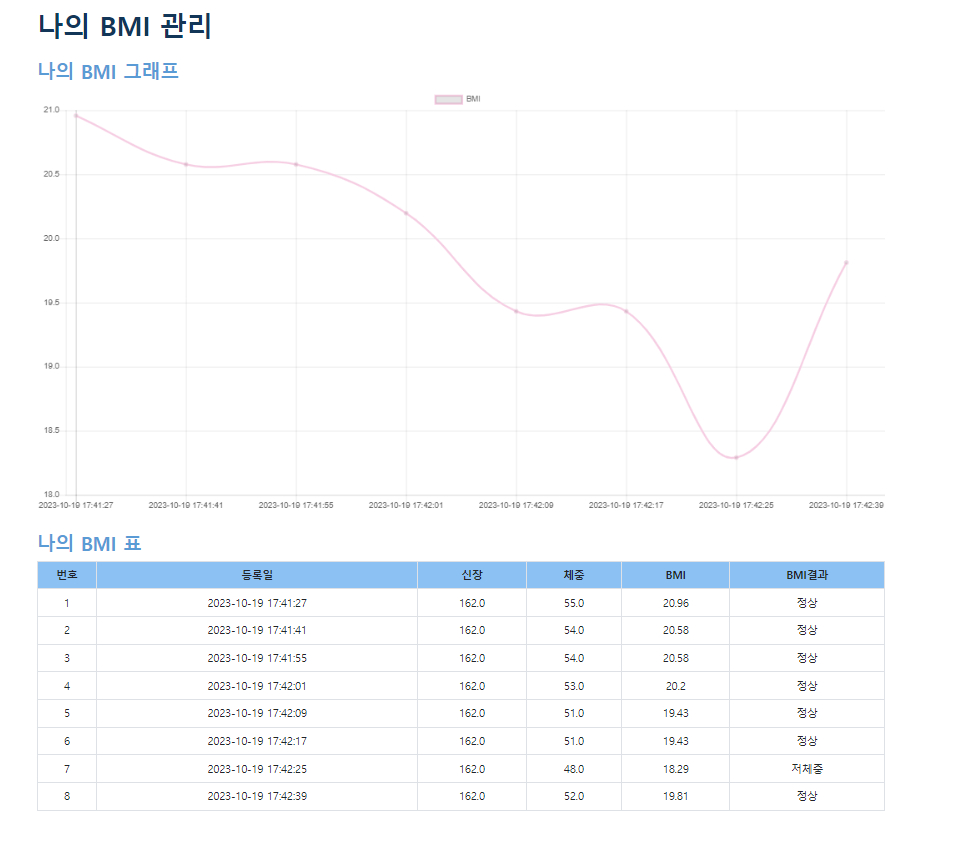 나의 BMI 관리
나의 BMI 그래프
BMI
21.0
20.5
20.0
19.5
19.0
18.5
18.0
2023-10-19 17:41:27 2023-10-19 17:41:41 2023-10-19 17:41:55 2023-10-19 17:42:01 2023-10-19 17:42:09 2023-10-19 17:42:17 2023-10-19 17:42:25 2023-10-19 17:42:39
나의 BMI 표
번호 등록일 신장 체중 BMI BMI결과
1 2023-10-19 17:41:27 162.0 55.0 20.96 정상
2 2023-10-19 17:41:41 162.0 54.0 20.58 정상
3 2023-10-19 17:41:55 162.0 54.0 20.58 정상
4 2023-10-19 17:42:01 162.0 53.0 20.2 정상
5 2023-10-19 17:42:09 162.0 51.0 19.43 정상
6 2023-10-19 17:42:17 162.0 51.0 19.43 정상
7 2023-10-19 17:42:25 162.0 48.0 18.29 저체중
8 2023-10-19 17:42:39 162.0 52.0 19.81 정상